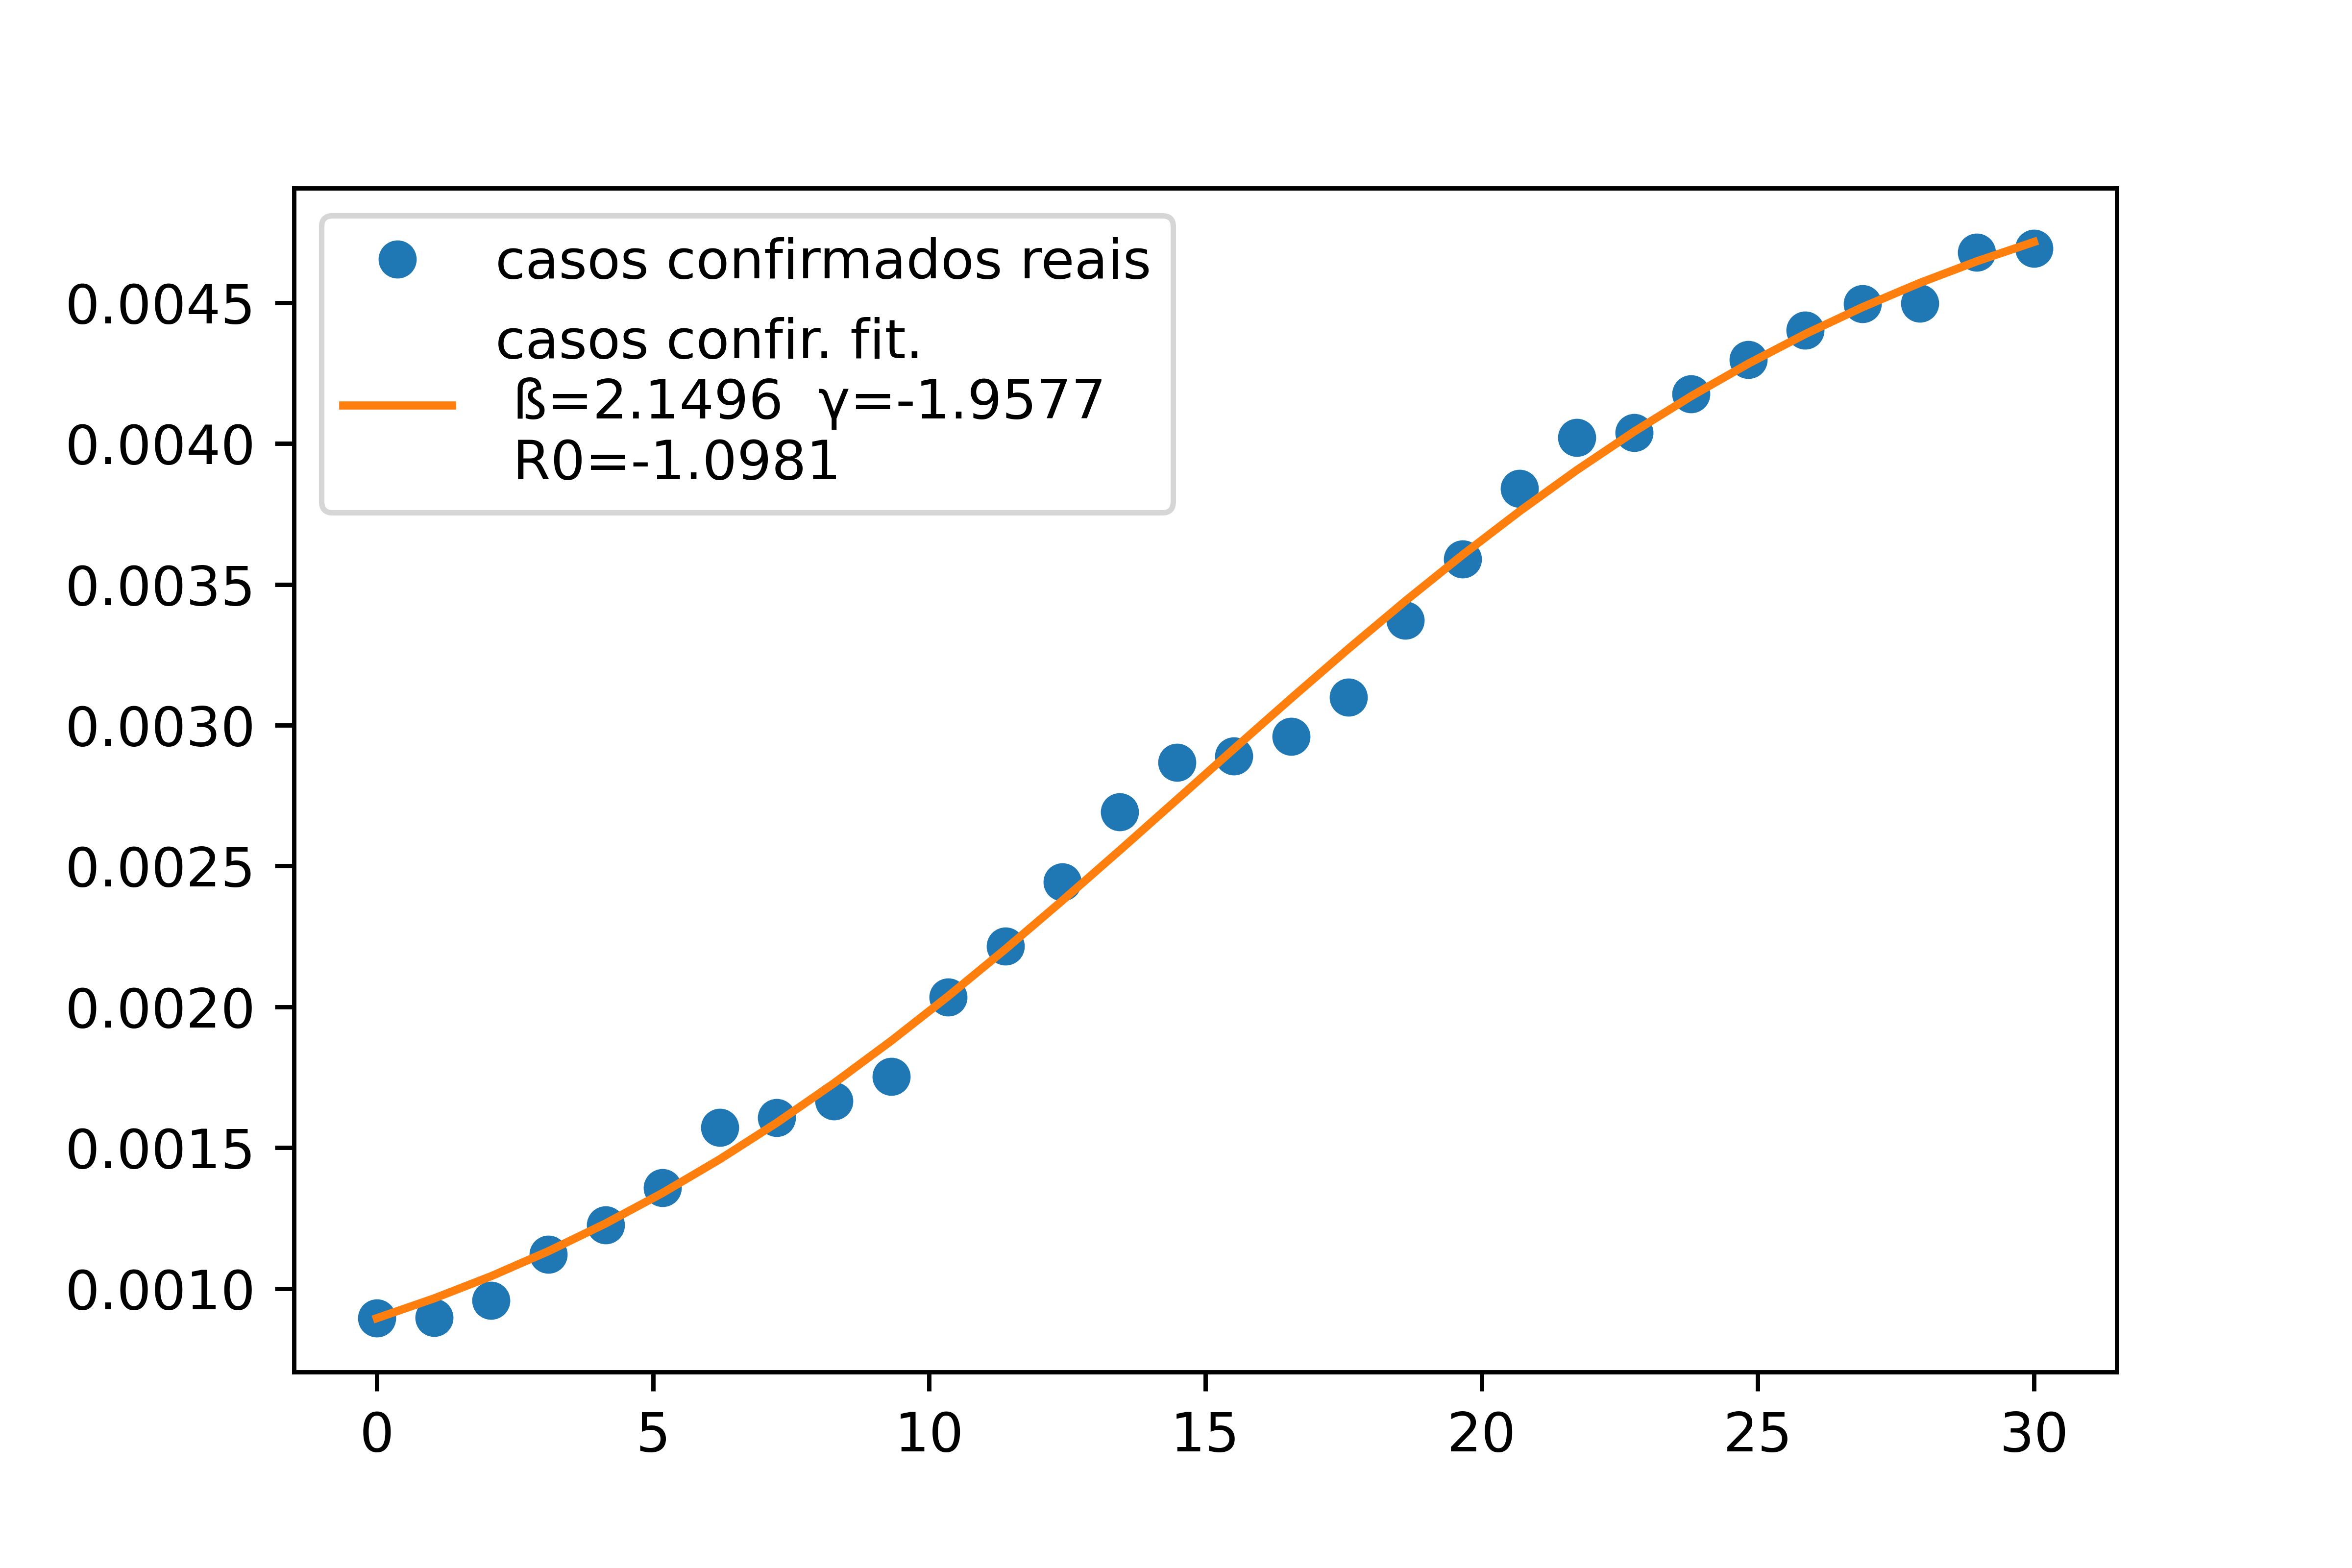 casos confirmados reais
casos confir. fit.
ß=2.1496 γ=-1.9577
R0=-1.0981
0.0045
0.0040
0.0035
0.0030
0.0025
0.0020
0.0015
0.0010
0 5 10 15 20 25 30